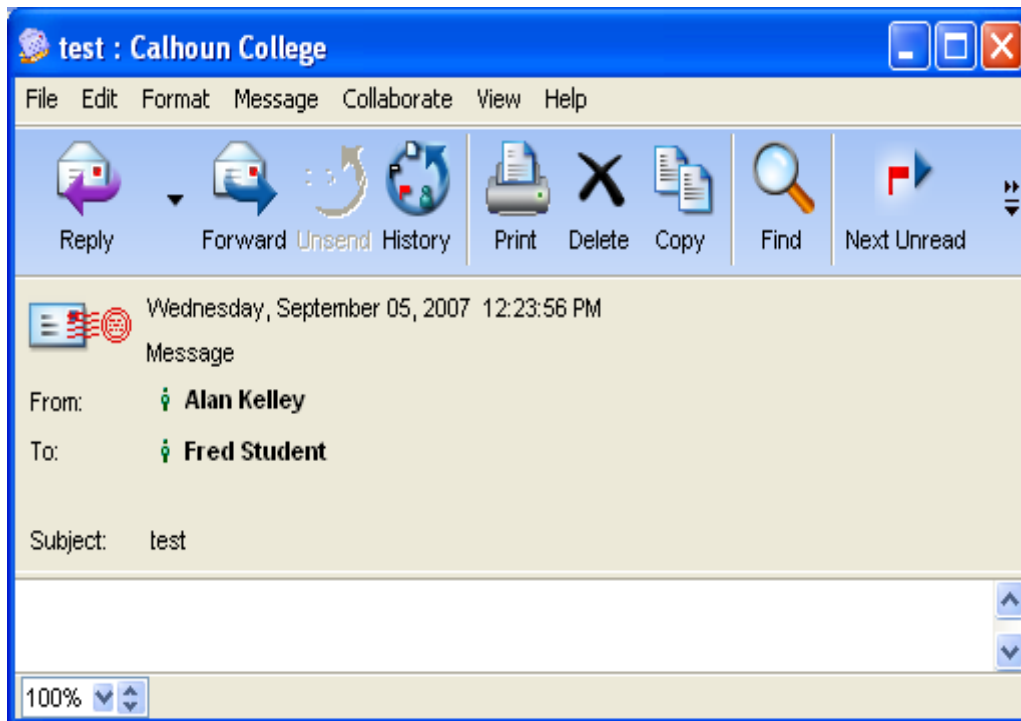 test : Calhoun College
File Edit Format Message Collaborate View Help
Reply Forward Unsend History Print Delete Copy Find Next Unread
Wednesday, September 05, 2007 12:23:56 PM
Message
From: Alan Kelley
To: Fred Student
Subject: test
100%